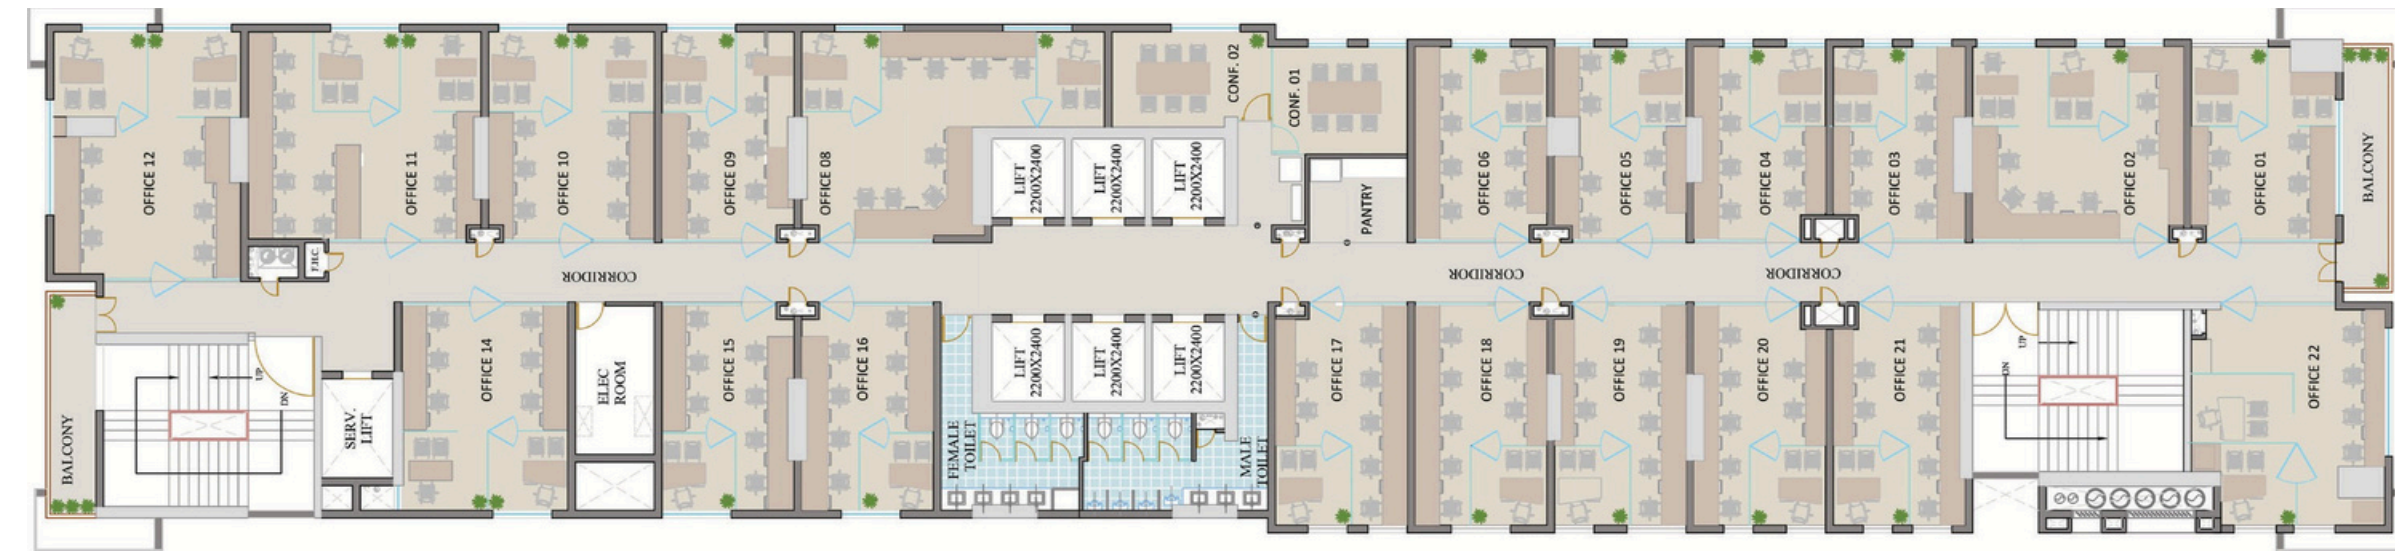 OFFICE 12
OFFICE 11
OFFICE 10
OFFICE 09
OFFICE 08
CONF. 02
CONF. 01
OFFICE 06
OFFICE 05
OFFICE 04
OFFICE 03
OFFICE 02
OFFICE 01
BALCONY
LIFT
2200X2400
LIFT
2200X2400
LIFT
2200X2400
PANTRY
F.H.C.
CORRIDOR
CORRIDOR
CORRIDOR
BALCONY
UP
DN
SERV.
LIFT
OFFICE 14
ELEC
ROOM
OFFICE 15
OFFICE 16
FEMALE
TOILET
LIFT
2200X2400
LIFT
2200X2400
LIFT
2200X2400
MALE
TOILET
OFFICE 17
OFFICE 18
OFFICE 19
OFFICE 20
OFFICE 21
UP
DN
OFFICE 22